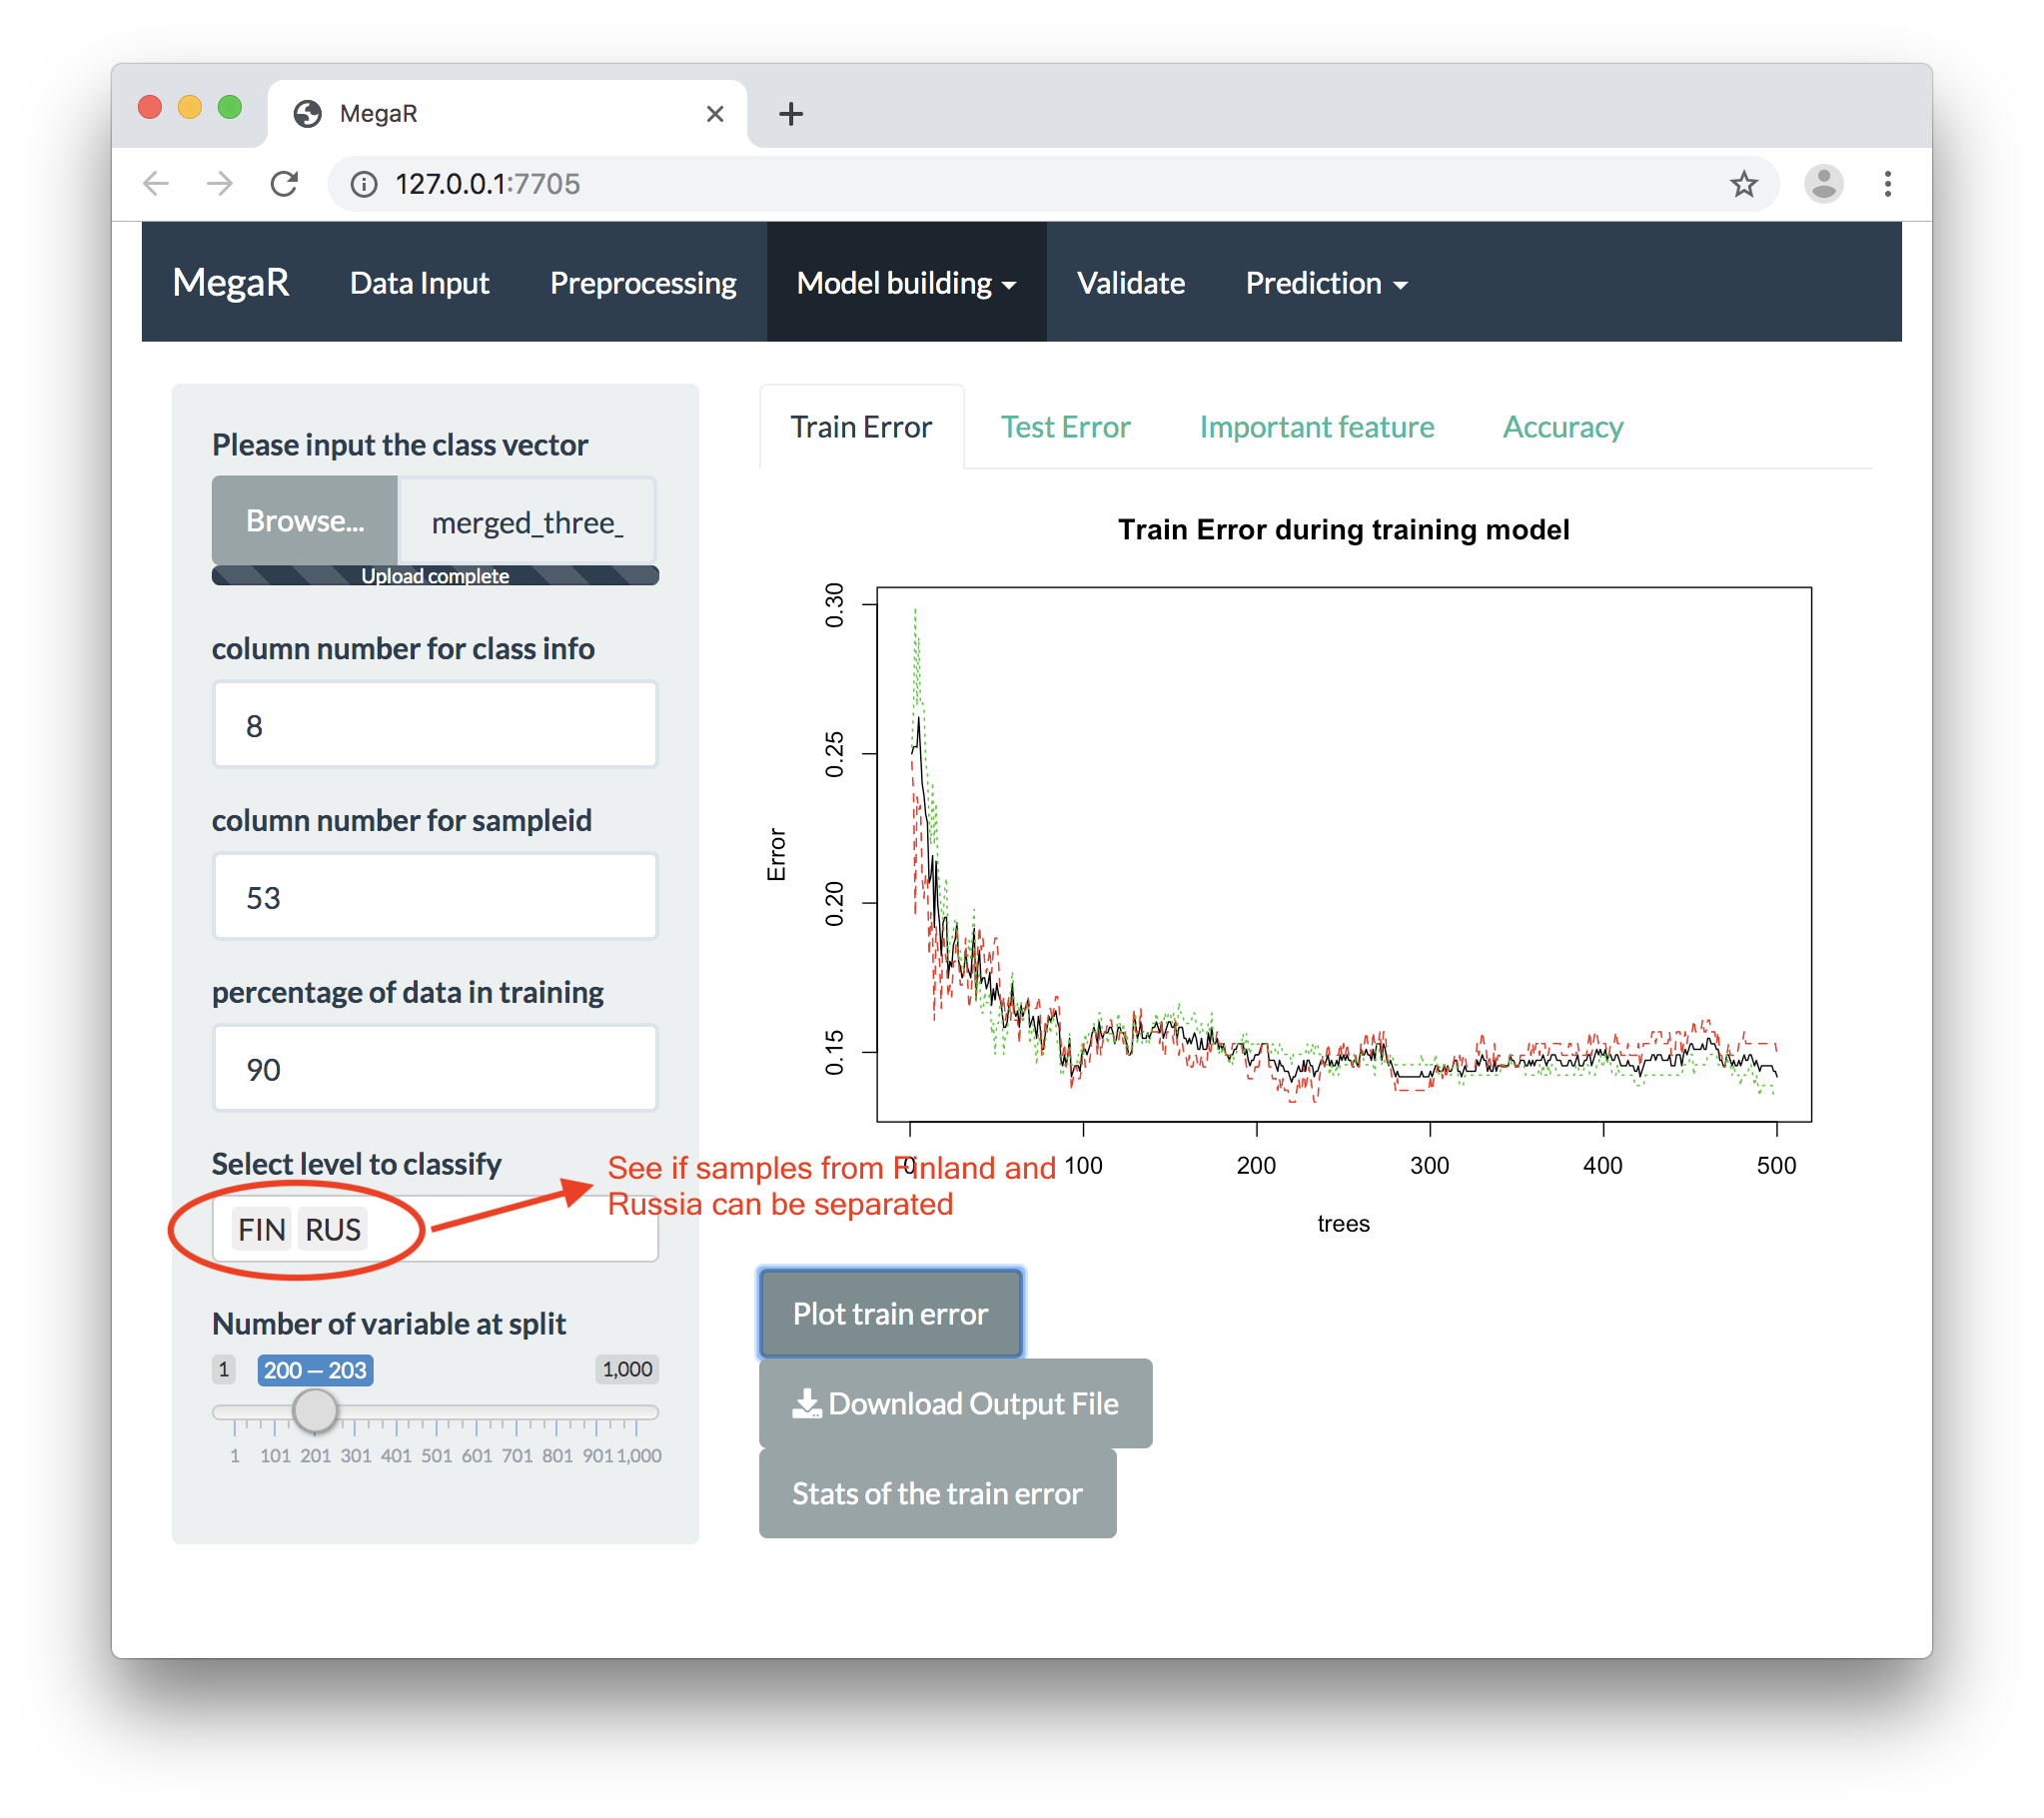 MegaR
127.0.0.1:7705
MegaR Data Input Preprocessing Model building Validate Prediction
Please input the class vector
Browse... merged_three_
Upload complete
column number for class info
8
column number for sampleid
53
percentage of data in training
90
Select level to classify
FIN RUS
See if samples from Finland and
Russia can be separated
Number of variable at split
1 200 — 203 1,000
1 101 201 301 401 501 601 701 801 901 1,000
Train Error Test Error Important feature Accuracy
Train Error during training model
Error
0.30
0.25
0.20
0.15
0 100 200 300 400 500
trees
Plot train error
Download Output File
Stats of the train error